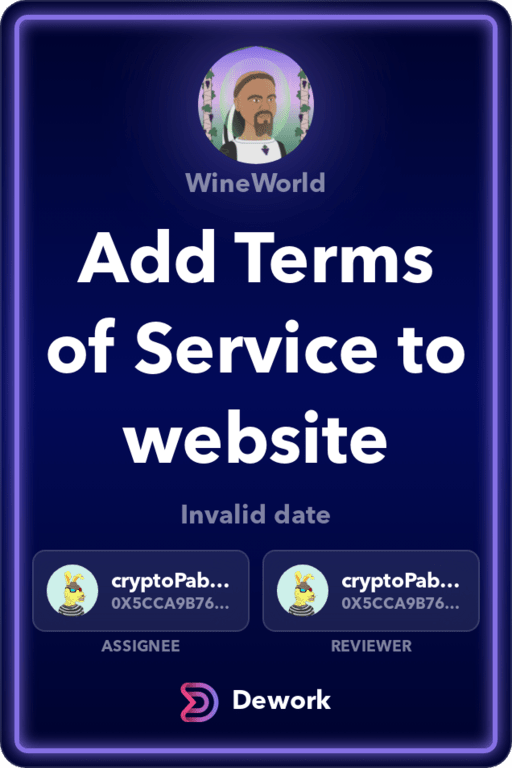 WineWorld
Add Terms
of Service to
website
Invalid date
cryptoPab... cryptoPab...
0X5CCA9B76... 0X5CCA9B76...
ASSIGNEE REVIEWER
Dework